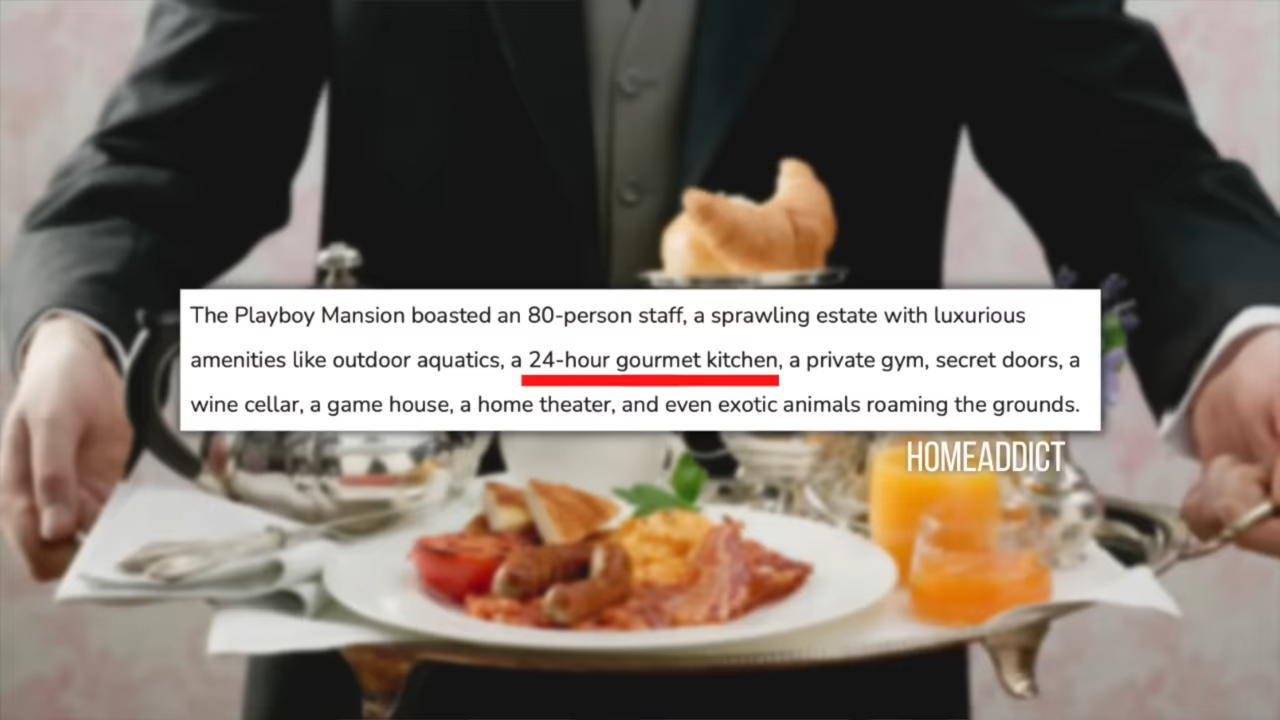 The Playboy Mansion boasted an 80-person staff, a sprawling estate with luxurious
amenities like outdoor aquatics, a 24-hour gourmet kitchen, a private gym, secret doors, a
wine cellar, a game house, a home theater, and even exotic animals roaming the grounds.
HOMEADDICT